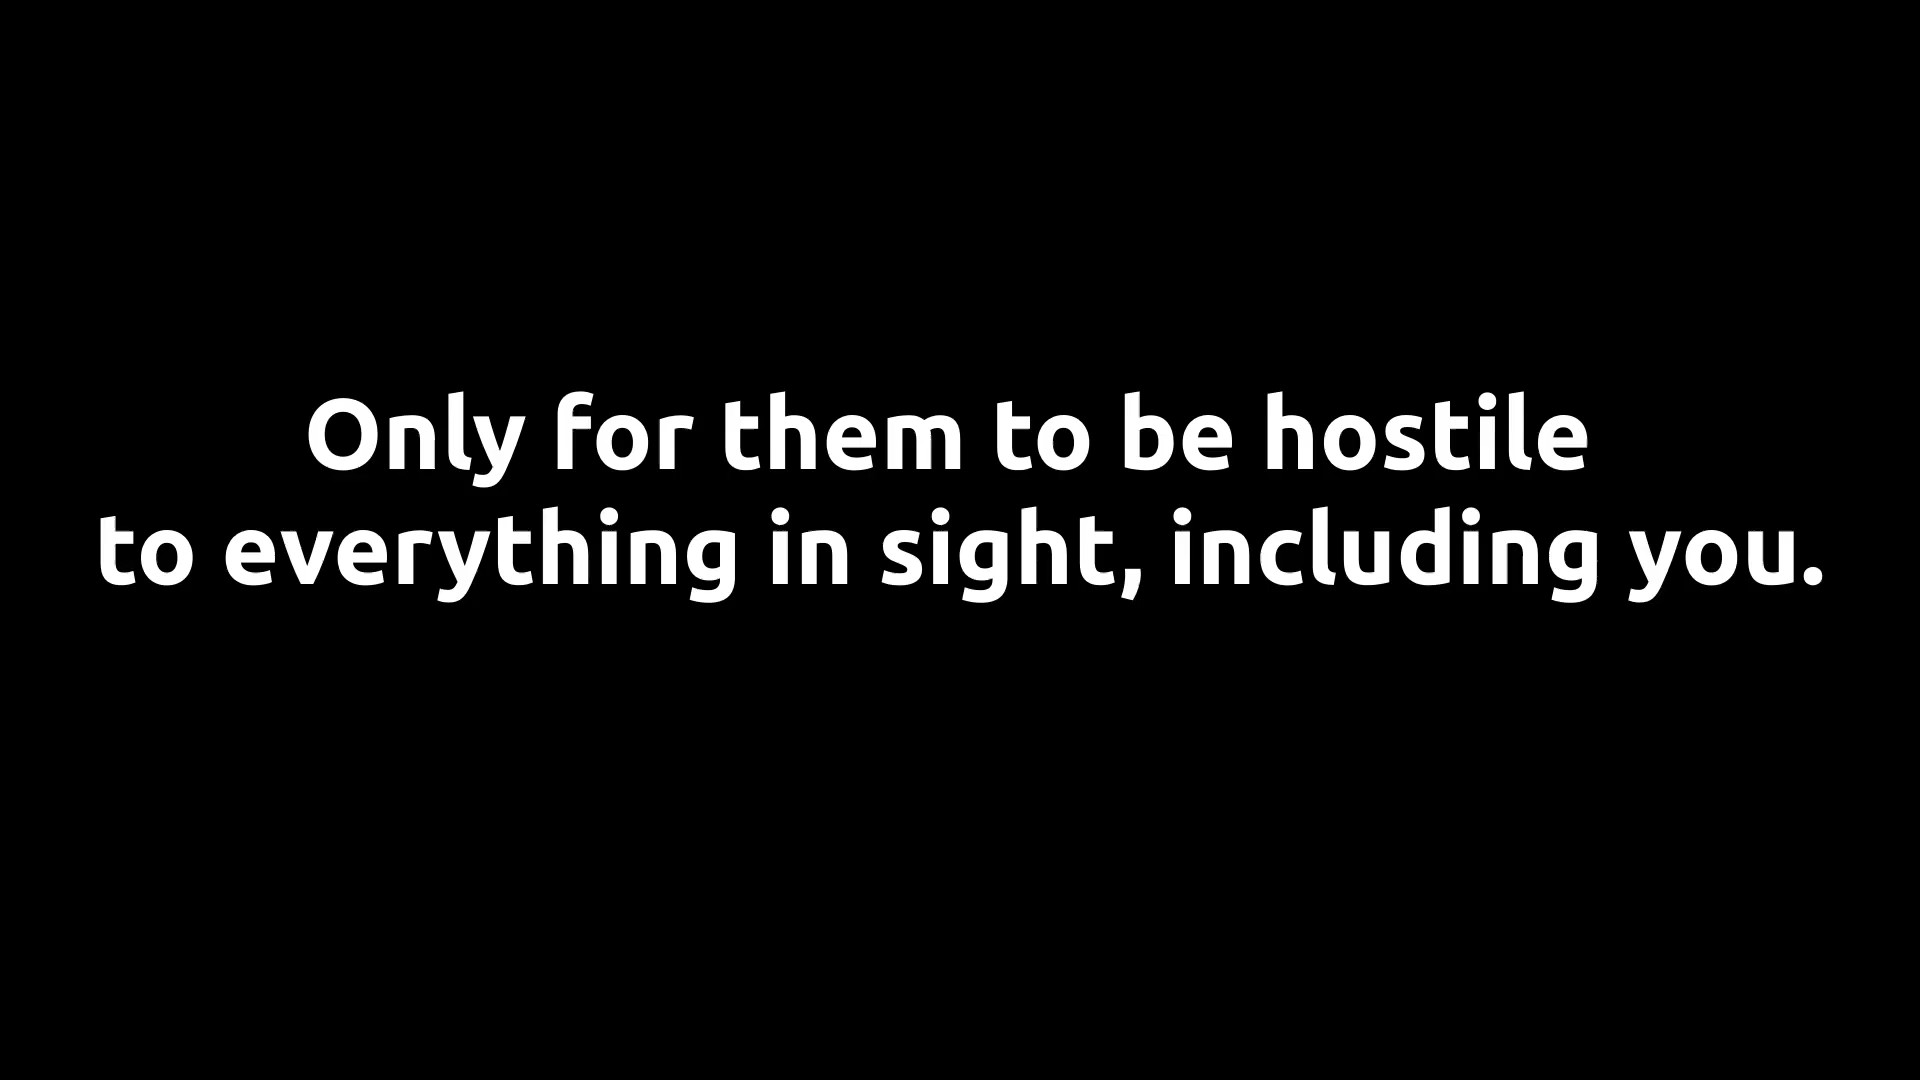 Only for them to be hostile
to everything in sight, including you.